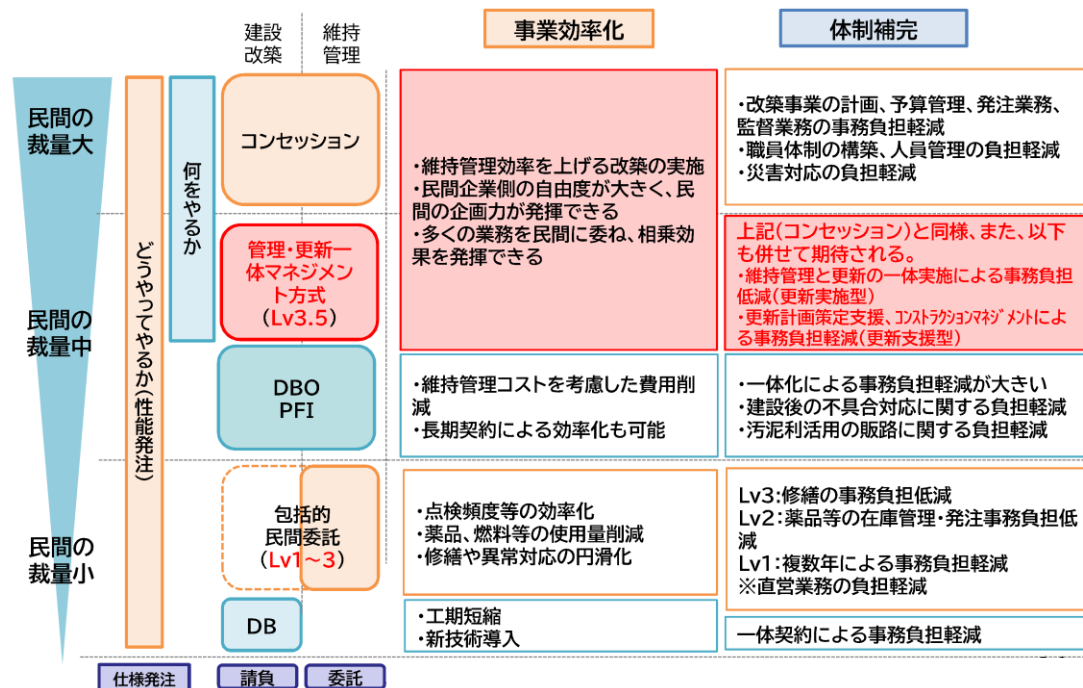 建設
改築
維持
管理
事業効率化
体制補完
民間の
裁量大
民間の
裁量中
民間の
裁量小
どうやってやるか(性能発注)
何をやるか
コンセッション
・維持管理効率を上げる改築の実施
・民間企業側の自由度が大きく、民
間の企画力が発揮できる
・多くの業務を民間に委ね、相乗効
果を発揮できる
・改築事業の計画、予算管理、発注業務、
監督業務の事務負担軽減
・職員体制の構築、人員管理の負担軽減
・災害対応の負担軽減
管理・更新一
体マネジメン
ト方式
(Lv3.5)
上記(コンセッション)と同様、また、以下
も併せて期待される。
・維持管理と更新の一体実施による事務負担
低減(更新実施型)
・更新計画策定支援、コンストラクションマネジメントによ
る事務負担軽減(更新支援型)
DBO
PFI
・維持管理コストを考慮した費用削
減
・長期契約による効率化も可能
・一体化による事務負担軽減が大きい
・建設後の不具合対応に関する負担軽減
・汚泥利活用の販路に関する負担軽減
包括的
民間委託
(Lv1~3)
・点検頻度等の効率化
・薬品、燃料等の使用量削減
・修繕や異常対応の円滑化
Lv3:修繕の事務負担低減
Lv2:薬品等の在庫管理・発注事務負担低
減
Lv1:複数年による事務負担軽減
※直営業務の負担軽減
DB
・工期短縮
・新技術導入
一体契約による事務負担軽減
仕様発注
請負
委託